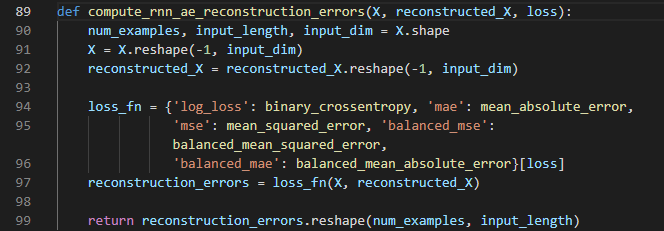 89 def compute_rnn_ae_reconstruction_errors(X, reconstructed_X, loss):
90     num_examples, input_length, input_dim = X.shape
91     X = X.reshape(-1, input_dim)
92     reconstructed_X = reconstructed_X.reshape(-1, input_dim)
93
94     loss_fn = {'log_loss': binary_crossentropy, 'mae': mean_absolute_error,
95                'mse': mean_squared_error, 'balanced_mse':
               balanced_mean_squared_error,
96                'balanced_mae': balanced_mean_absolute_error}[loss]
97     reconstruction_errors = loss_fn(X, reconstructed_X)
98
99     return reconstruction_errors.reshape(num_examples, input_length)